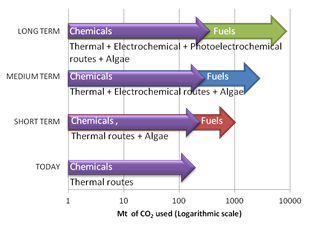 LONG TERM Chemicals Fuels
Thermal + Electrochemical + Photoelectrochemical
routes + Algae
MEDIUM TERM Chemicals Fuels
Thermal + Electrochemical routes + Algae
SHORT TERM Chemicals , Fuels
Thermal routes + Algae
TODAY Chemicals
Thermal routes
1 10 100 1000 10000
Mt of CO₂ used (Logarithmic scale)